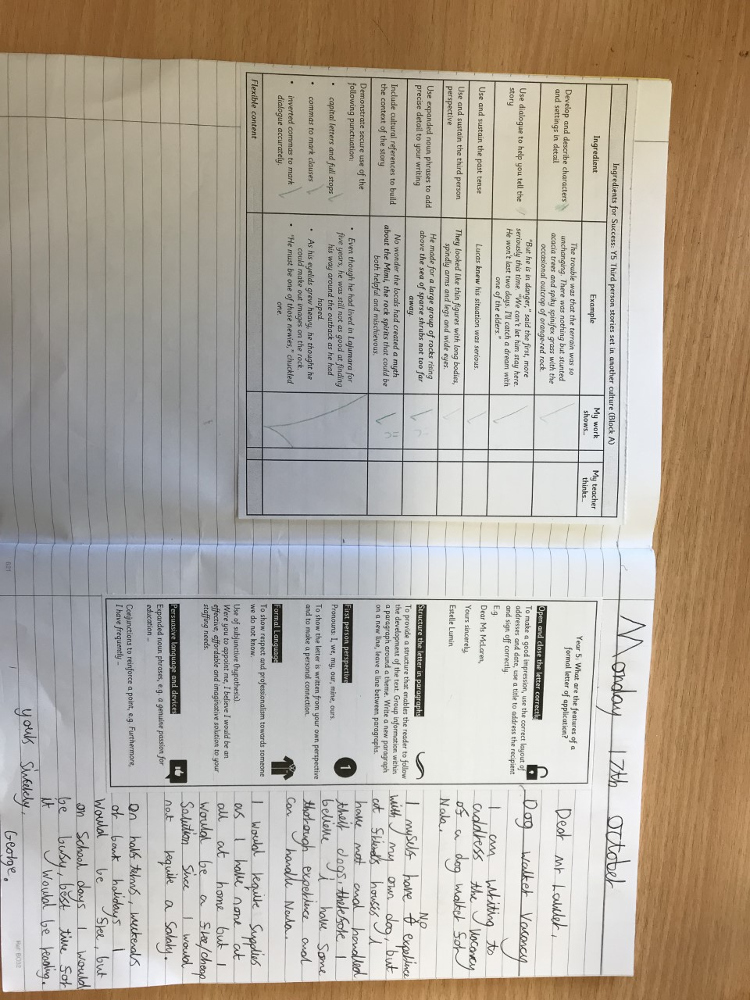 Ingredients for Success: Y5 Third person stories set in another culture (Block A)
Ingredient
Example
My work
shows...
My teacher
thinks...
Develop and describe characters
and settings in detail
The trouble was that the terrain was so
unchanging. There was nothing but stunted
acacia trees and spiky spinifex grass with the
occasional outcrop of orange-red rock.
Use dialogue to help you tell the
story
"But he is in danger," said the first, more
seriously this time. "We can't let him stay here.
He won't last two days. I'll catch a dream with
one of the elders."
Use and sustain the past tense
Lucas knew his situation was serious.
Use and sustain the third person
perspective
They looked like thin figures with long bodies,
spindly arms and legs and wide eyes.
Use expanded noun phrases to add
precise detail to your writing
He made for a large group of rocks rising
above the sea of sparse shrubs not too far
away.
Include cultural references to build
the context of the story
No wonder the locals had created a myth
about the Mimi, the rock spirits that could be
both helpful and mischievous.
Demonstrate secure use of the
following punctuation:
• capital letters and full stops
• commas to mark clauses
• inverted commas to mark
dialogue accurately.
• Even though he had lived in Lajumara for
five years, he was still not as good at finding
his way around the outback as he had
hoped.
• As his eyelids grew heavy, he thought he
could make out images on the rock.
• "He must be one of those newies," chuckled
one.
Flexible content
621
Monday 17th October
Year 5: What are the features of a
formal letter of application?
Open and close the letter correctly
To make a good impression, use the correct layout of
addresses and date, use a title to address the recipient
and sign off correctly.
E.g.
Dear Ms McLaren,
Yours sincerely,
Estelle Lumin
Structure the letter in paragraphs
To provide a structure that enables the reader to follow
the development of the text. Group information within
a paragraph around a theme. Write a new paragraph
on a new line, leave a line between paragraphs.
First person perspective
Pronouns: I, we, my, our, mine, ours.
To show the letter is written from your own perspective
and to make a personal connection.
1
Formal Language
To show respect and professionalism towards someone
we do not know.
Use of subjunctive (hypothesis).
Were you to appoint me, I believe I would be an
effective, affordable and imaginative solution to your
staffing needs.
Persuasive language and devices
Expanded noun phrases, e.g. a genuine passion for
education ...
Conjunctions to reinforce a point, e.g. Furthermore,
I have frequently ...
Dear mr Lawler,
Dog walker Vacancy
I am writing to
address the vacancy
of a dog walker for
Nala.
I myself have no experience
with my own dog, but
at friends houses I
have met and handled
their dogs, therefore I
believe I have some
thorough experience and
can handle Nala.
I would require supplies
as I have none at
all at home but I
would be a free/cheap
Salution since I would
not require a salary.
On half terms, weekends
or bank holidays I
Would be free, but
on school days I would
be busy, best time for
it would be reading.
yours sincerely,
George.
Ref: BO02